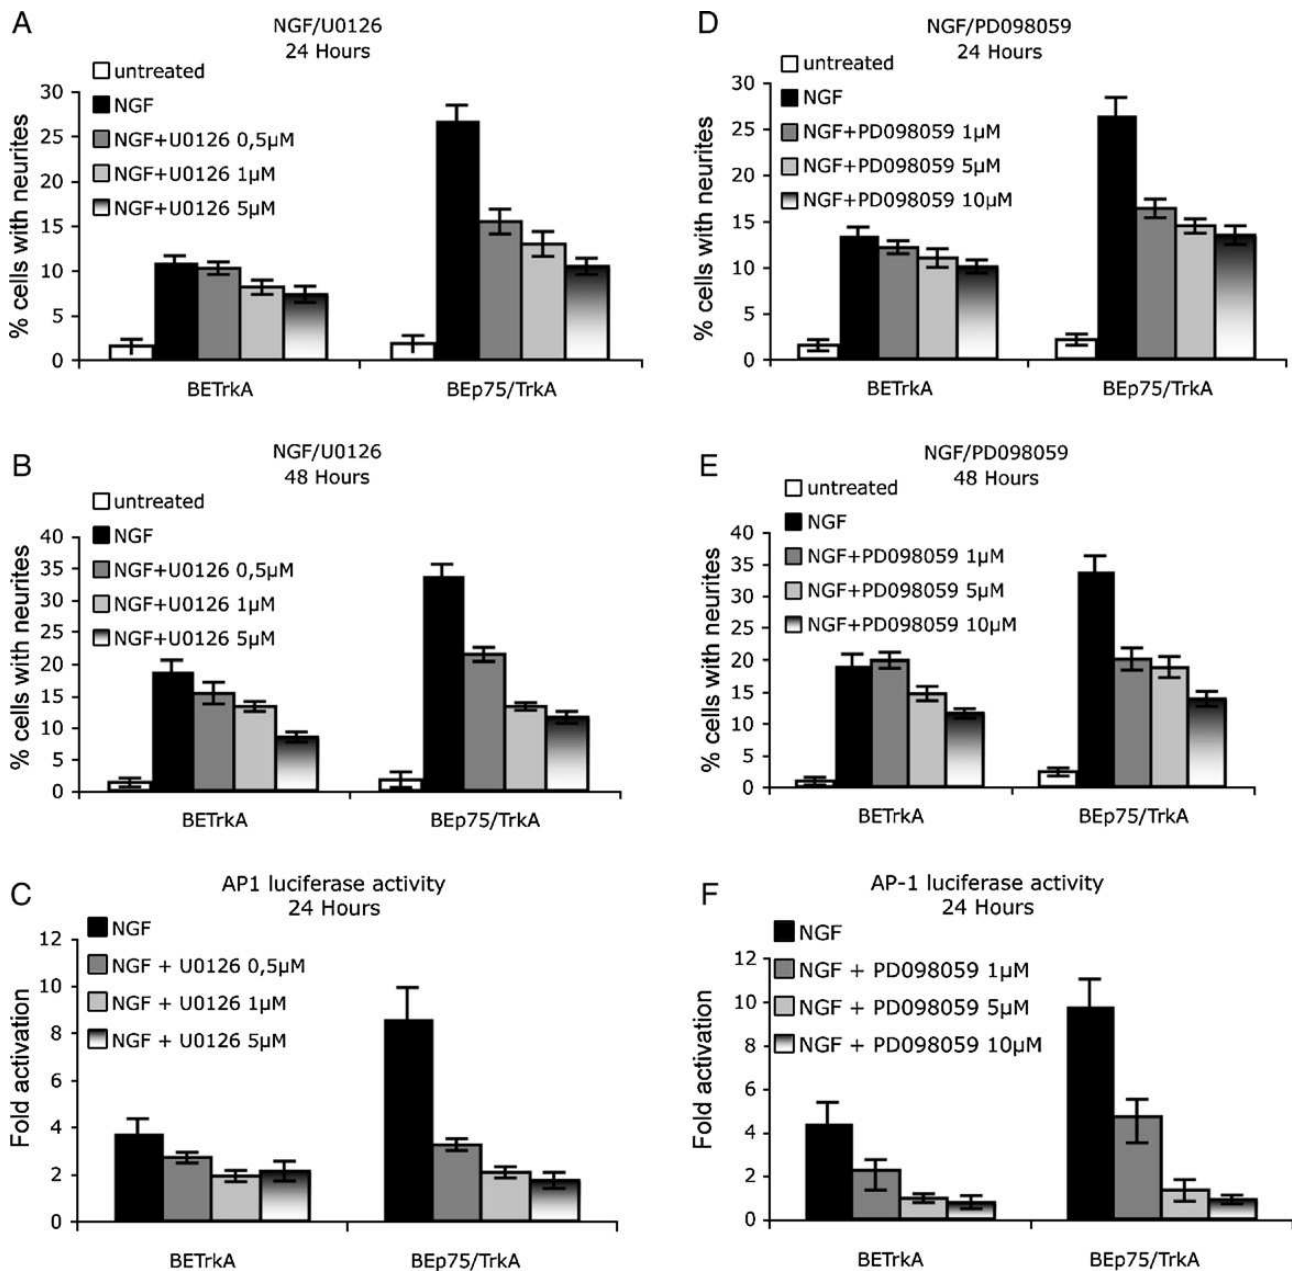 A
NGF/U0126
24 Hours
untreated
NGF
NGF+U0126 0,5µM
NGF+U0126 1µM
NGF+U0126 5µM
% cells with neurites
30
25
20
15
10
5
0
BETrkA
BEp75/TrkA
D
NGF/PD098059
24 Hours
untreated
NGF
NGF+PD098059 1µM
NGF+PD098059 5µM
NGF+PD098059 10µM
% cells with neurites
30
25
20
15
10
5
0
BETrkA
BEp75/TrkA
B
NGF/U0126
48 Hours
untreated
NGF
NGF+U0126 0,5µM
NGF+U0126 1µM
NGF+U0126 5µM
% cells with neurites
40
35
30
25
20
15
10
5
0
BETrkA
BEp75/TrkA
E
NGF/PD098059
48 Hours
untreated
NGF
NGF+PD098059 1µM
NGF+PD098059 5µM
NGF+PD098059 10µM
% cells with neurites
40
35
30
25
20
15
10
5
0
BETrkA
BEp75/TrkA
C
AP1 luciferase activity
24 Hours
NGF
NGF + U0126 0,5µM
NGF + U0126 1µM
NGF + U0126 5µM
Fold activation
12
10
8
6
4
2
0
BETrkA
BEp75/TrkA
F
AP-1 luciferase activity
24 Hours
NGF
NGF + PD098059 1µM
NGF + PD098059 5µM
NGF + PD098059 10µM
Fold activation
12
10
8
6
4
2
0
BETrkA
BEp75/TrkA